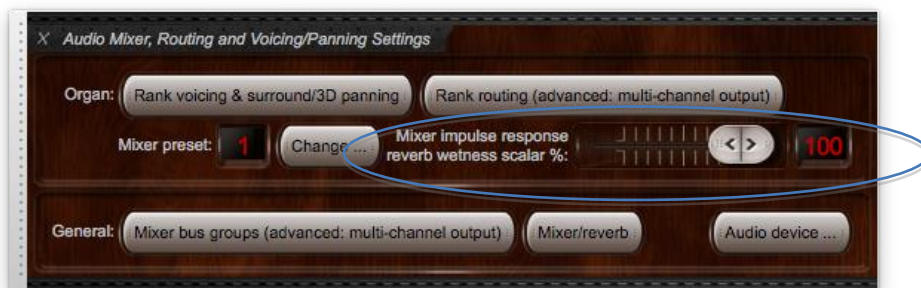 X Audio Mixer, Routing and Voicing/Panning Settings
Organ: Rank voicing & surround/3D panning Rank routing (advanced: multi-channel output)
Mixer preset: 1 Change ... Mixer impulse response
reverb wetness scalar %: 100
General: Mixer bus groups (advanced: multi-channel output) Mixer/reverb Audio device ...